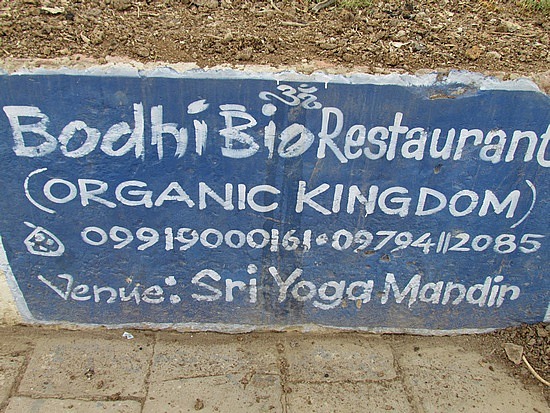 ॐ
Bodhi Bio Restaurant
(ORGANIC KINGDOM)
09919000161 • 09794112085
Venue: Sri Yoga Mandir